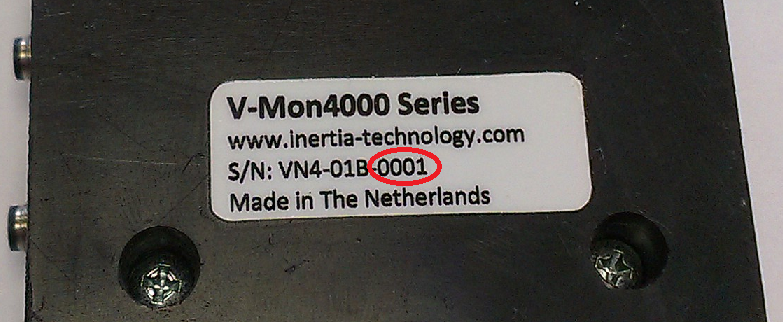 V-Mon4000 Series
www.inertia-technology.com
S/N: VN4-01B-0001
Made in The Netherlands